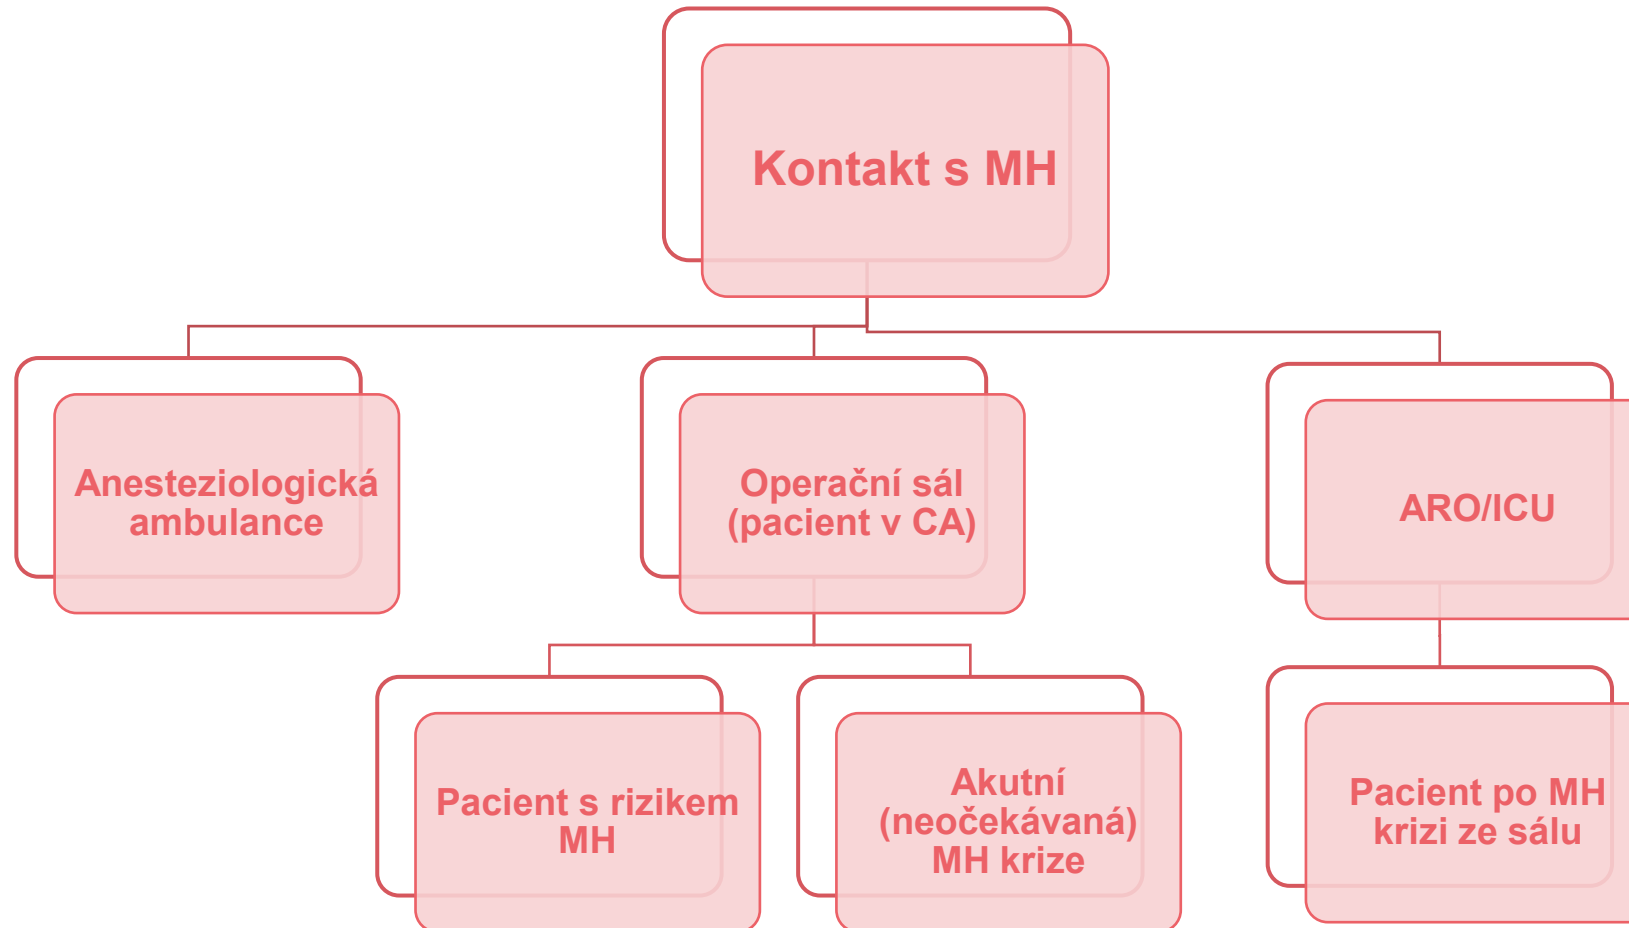 Kontakt s MH
Anesteziologická
ambulance
Operační sál
(pacient v CA)
ARO/ICU
Pacient s rizikem
MH
Akutní
(neočekávaná)
MH krize
Pacient po MH
krizi ze sálu